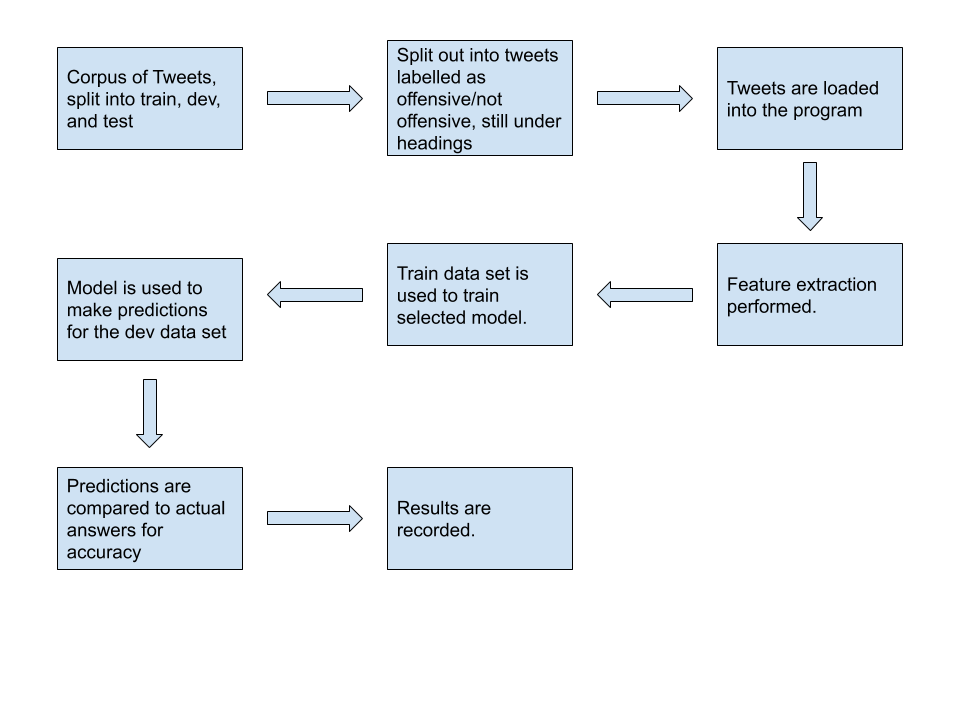 Corpus of Tweets,
split into train, dev,
and test
Split out into tweets
labelled as
offensive/not
offensive, still under
headings
Tweets are loaded
into the program
Feature extraction
performed.
Train data set is
used to train
selected model.
Model is used to
make predictions
for the dev data set
Predictions are
compared to actual
answers for
accuracy
Results are
recorded.